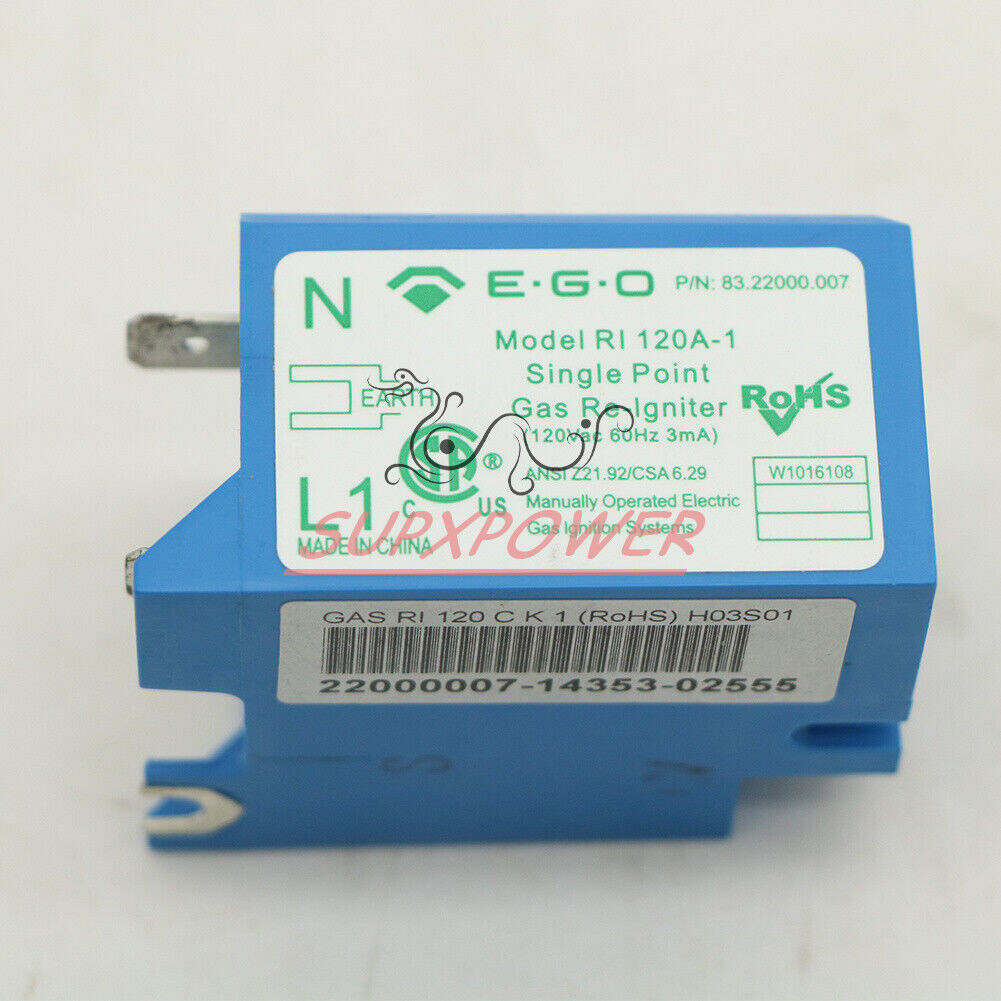 N
E·G·O P/N: 83.22000.007
Model RI 120A-1
Single Point
Gas Re-Igniter
(120Vac 60Hz 3mA)
EARTH
RoHS
L1
C ® US
ANSI Z21.92/CSA 6.29
Manually Operated Electric
Gas Ignition Systems
W1016108
MADE IN CHINA
SUPXPOWER
GAS RI 120 C K 1 (RoHS) H03S01
22000007-14353-02555
S